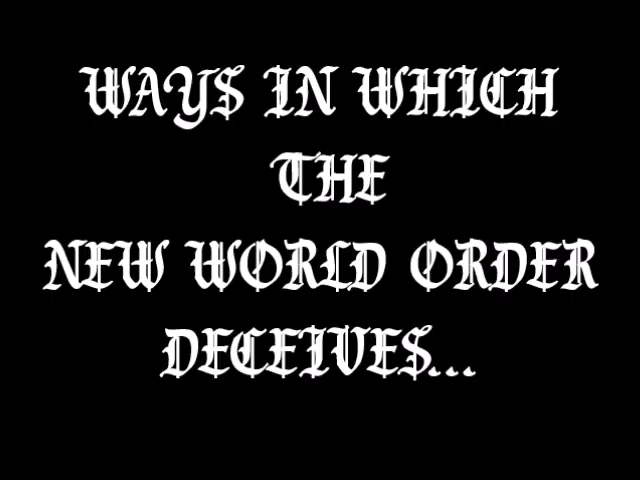 WAYS IN WHICH
THE
NEW WORLD ORDER
DECEIVES...